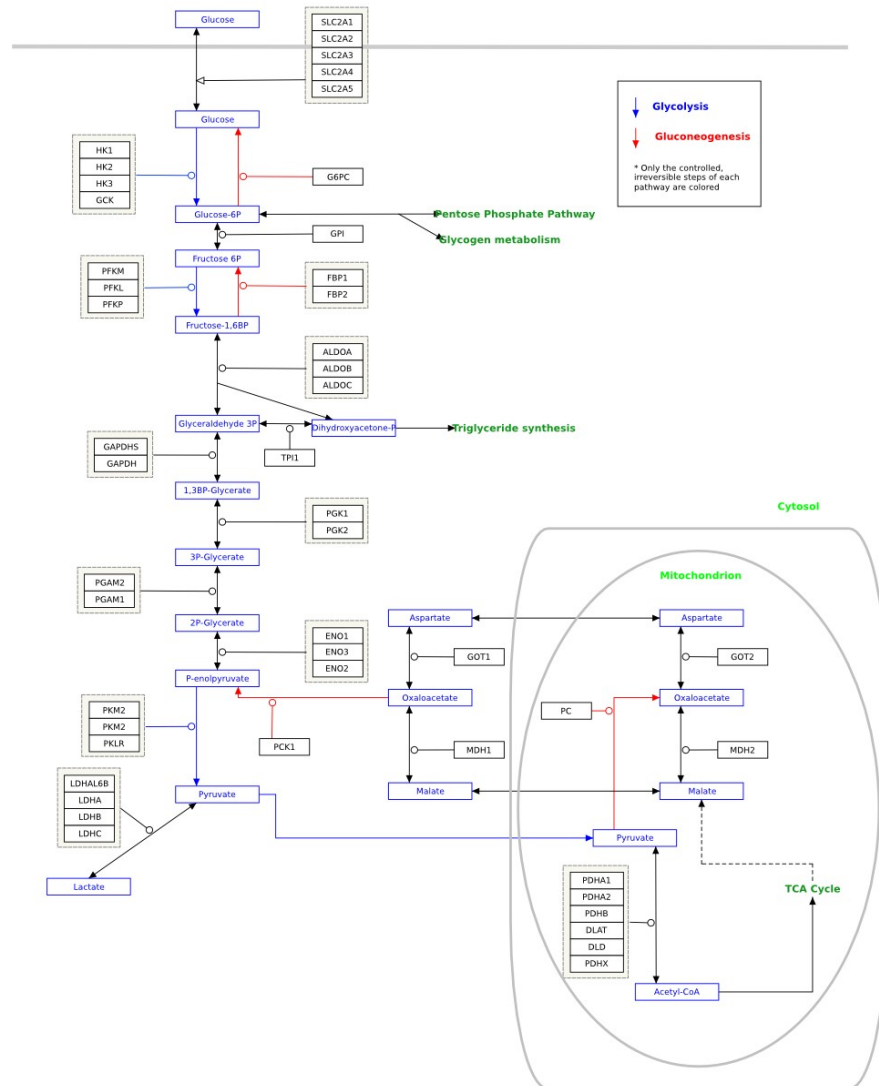 Glucose
SLC2A1
SLC2A2
SLC2A3
SLC2A4
SLC2A5
Glycolysis
Gluconeogenesis
* Only the controlled,
irreversible steps of each
pathway are colored
Glucose
HK1
HK2
HK3
GCK
G6PC
Glucose-6P
Pentose Phosphate Pathway
GPI
Glycogen metabolism
Fructose 6P
PFKM
PFKL
PFKP
FBP1
FBP2
Fructose-1,6BP
ALDOA
ALDOB
ALDOC
Glyceraldehyde 3P
Dihydroxyacetone-P
Triglyceride synthesis
GAPDHS
GAPDH
TPI1
1,3BP-Glycerate
PGK1
PGK2
Cytosol
3P-Glycerate
Mitochondrion
PGAM2
PGAM1
2P-Glycerate
Aspartate
Aspartate
ENO1
ENO3
ENO2
GOT1
GOT2
P-enolpyruvate
Oxaloacetate
Oxaloacetate
PKM2
PKM2
PKLR
PC
PCK1
MDH1
MDH2
LDHAL6B
LDHA
LDHB
LDHC
Pyruvate
Malate
Malate
Pyruvate
Lactate
PDHA1
PDHA2
PDHB
DLAT
DLD
PDHX
TCA Cycle
Acetyl-CoA